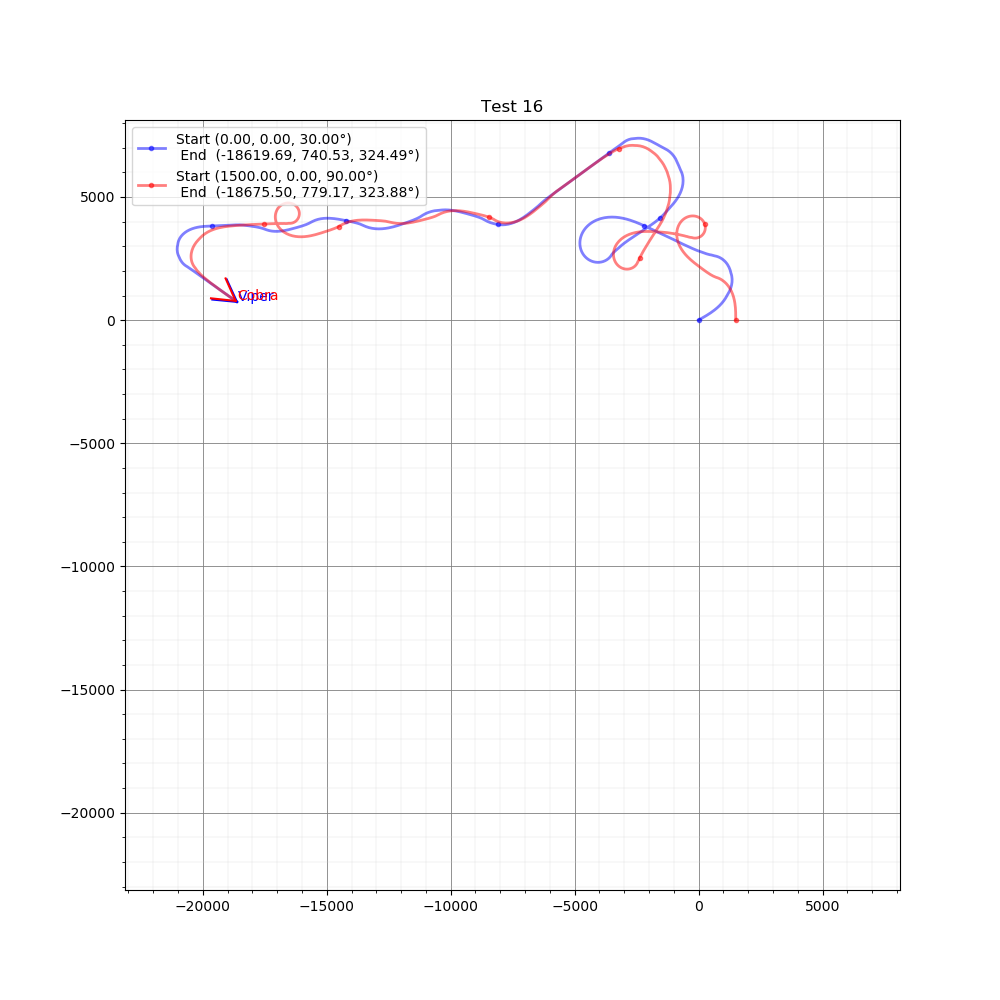 Test 16
Start (0.00, 0.00, 30.00°)
End (-18619.69, 740.53, 324.49°)
Start (1500.00, 0.00, 90.00°)
End (-18675.50, 779.17, 323.88°)
5000
0
−5000
−10000
−15000
−20000
Viper
Cobra
−20000 −15000 −10000 −5000 0 5000